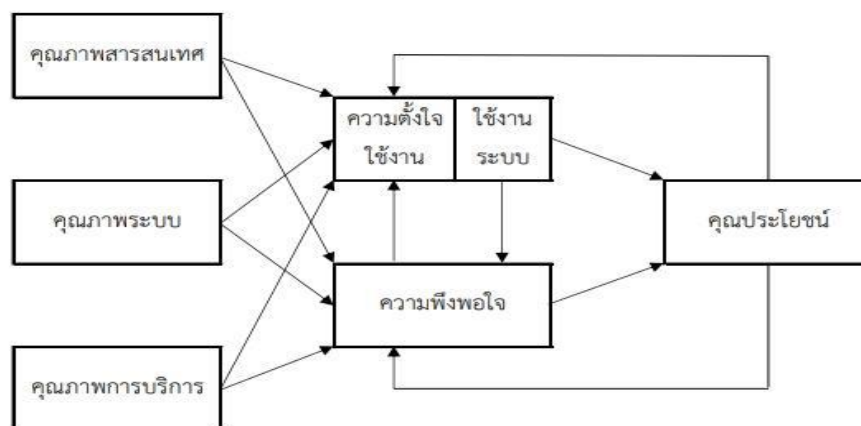 คุณภาพสารสนเทศ
ความตั้งใจ
ใช้งาน
ใช้งาน
ระบบ
คุณภาพระบบ
คุณประโยชน์
ความพึงพอใจ
คุณภาพการบริการ